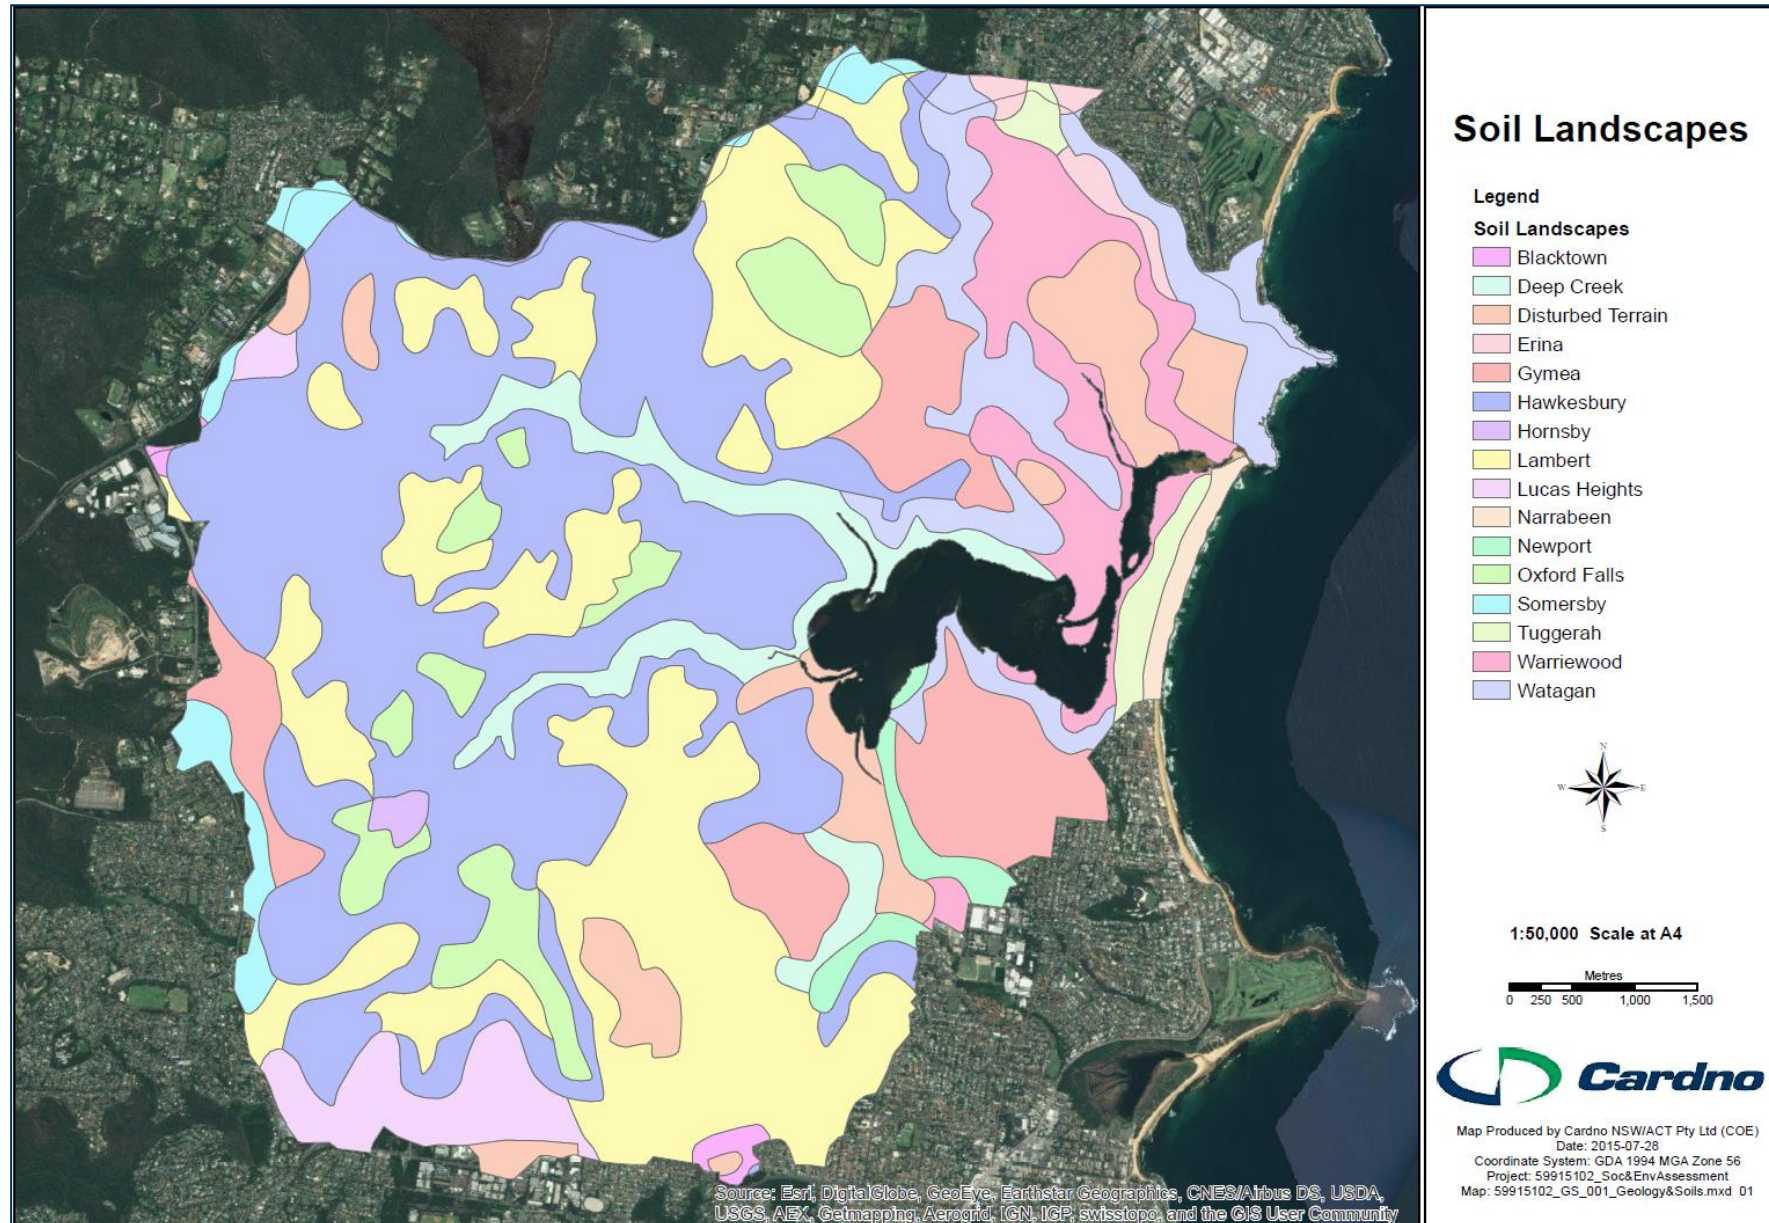 Soil Landscapes
Legend
Soil Landscapes
Blacktown
Deep Creek
Disturbed Terrain
Erina
Gymea
Hawkesbury
Hornsby
Lambert
Lucas Heights
Narrabeen
Newport
Oxford Falls
Somersby
Tuggerah
Warriewood
Watagan
N
W E
S
1:50,000 Scale at A4
Metres
0 250 500 1,000 1,500
Cardno
Map Produced by Cardno NSW/ACT Pty Ltd (COE)
Date: 2015-07-28
Coordinate System: GDA 1994 MGA Zone 56
Project: 59915102_Soc&EnvAssessment
Map: 59915102_GS_001_Geology&Soils.mxd 01
Source: Esri, DigitalGlobe, GeoEye, Earthstar Geographics, CNES/Airbus DS, USDA,
USGS, AEX, Getmapping, Aerogrid, IGN, IGP, swisstopo, and the GIS User Community